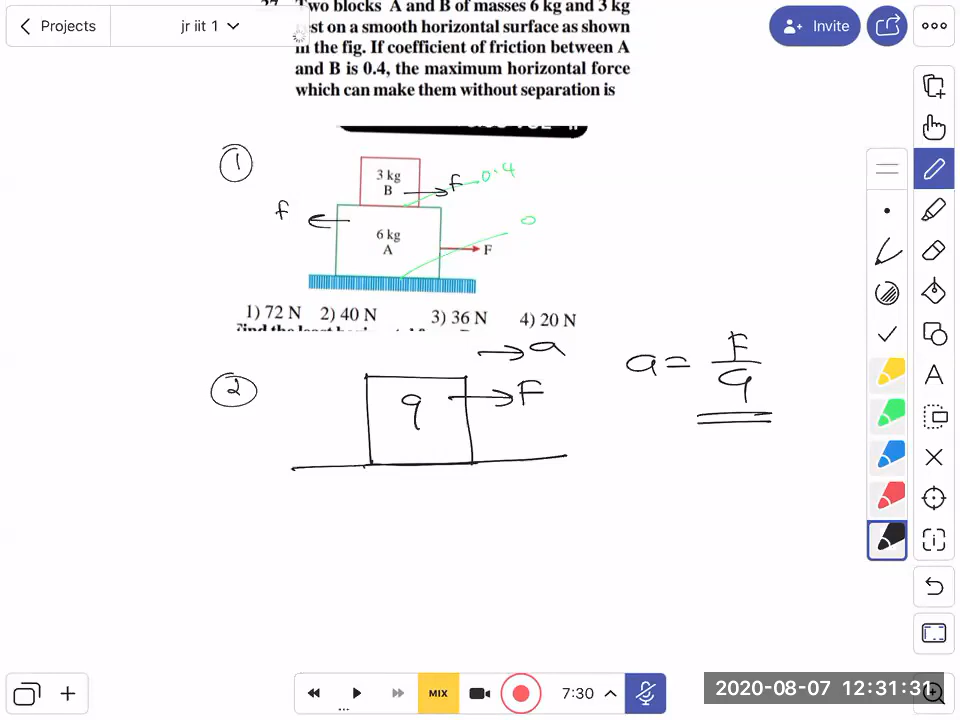 Projects
jr iit 1
Invite
Two blocks A and B of masses 6 kg and 3 kg
rest on a smooth horizontal surface as shown
in the fig. If coefficient of friction between A
and B is 0.4, the maximum horizontal force
which can make them without separation is
1
3 kg
B
f
0.4
f
0
6 kg
A
F
1) 72 N 2) 40 N 3) 36 N 4) 20 N
a
2
9
F
a = F/9
MIX
7:30
2020-08-07 12:31:31